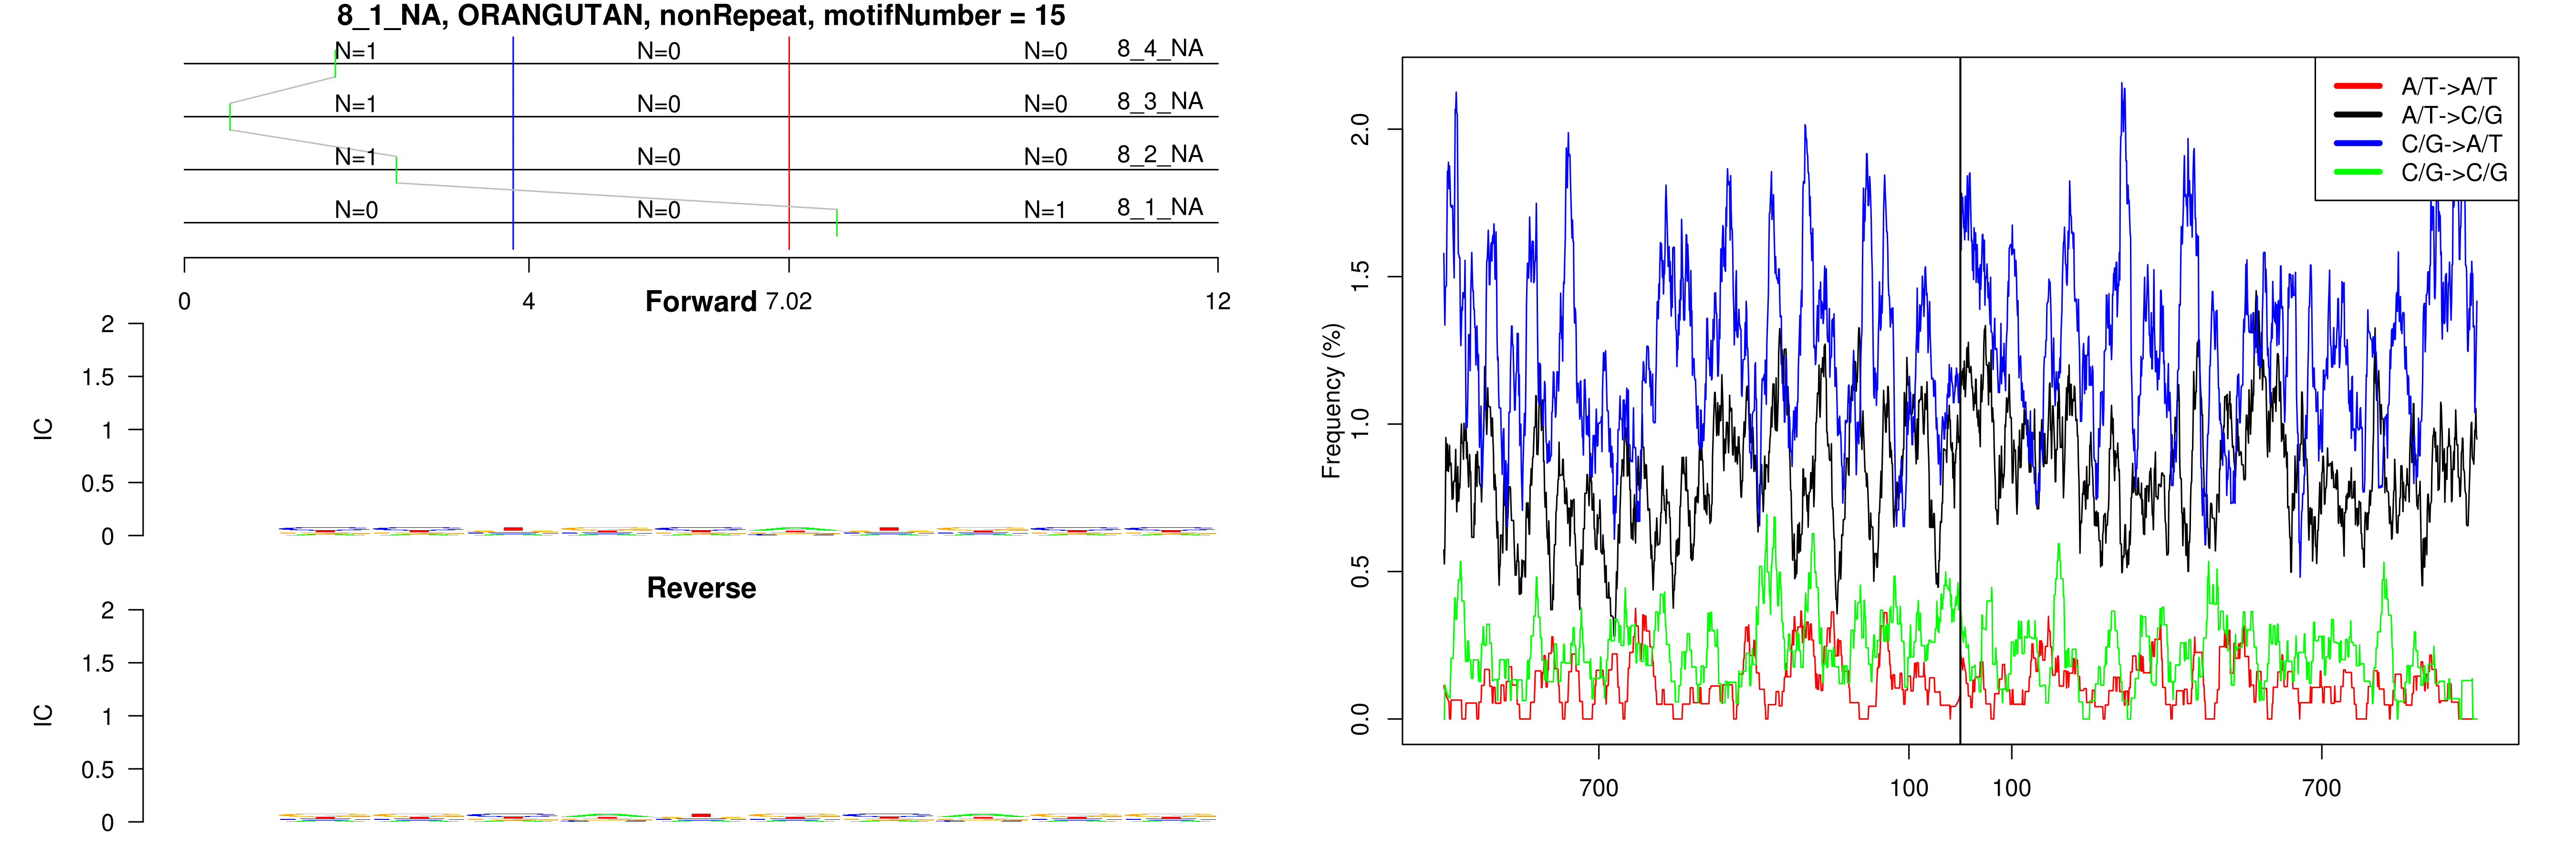 8_1_NA, ORANGUTAN, nonRepeat, motifNumber = 15
N=1 N=0 N=0 8_4_NA
N=1 N=0 N=0 8_3_NA
N=1 N=0 N=0 8_2_NA
N=0 N=0 N=1 8_1_NA
0 4 7.02 12
Forward
2
1.5
1
0.5
0
IC
Reverse
2
1.5
1
0.5
0
IC
A/T->A/T
A/T->C/G
C/G->A/T
C/G->C/G
Frequency (%)
2.0
1.5
1.0
0.5
0.0
700 100 100 700